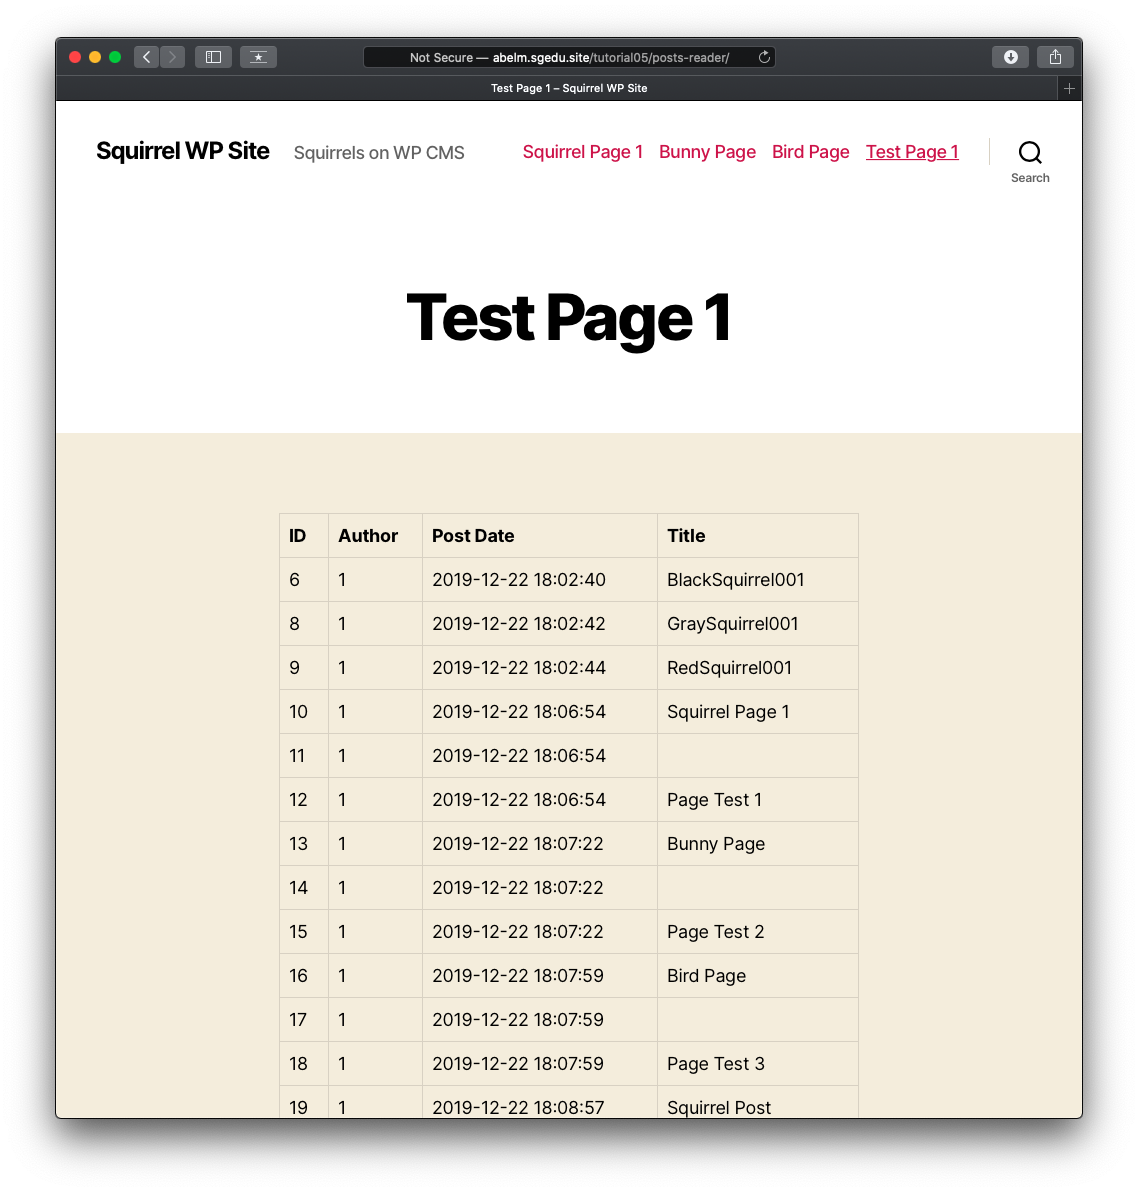 Not Secure — abelm.sgedu.site/tutorial05/posts-reader/
Test Page 1 – Squirrel WP Site
Squirrel WP Site Squirrels on WP CMS Squirrel Page 1 Bunny Page Bird Page Test Page 1
Search
Test Page 1
ID Author Post Date Title
6 1 2019-12-22 18:02:40 BlackSquirrel001
8 1 2019-12-22 18:02:42 GraySquirrel001
9 1 2019-12-22 18:02:44 RedSquirrel001
10 1 2019-12-22 18:06:54 Squirrel Page 1
11 1 2019-12-22 18:06:54
12 1 2019-12-22 18:06:54 Page Test 1
13 1 2019-12-22 18:07:22 Bunny Page
14 1 2019-12-22 18:07:22
15 1 2019-12-22 18:07:22 Page Test 2
16 1 2019-12-22 18:07:59 Bird Page
17 1 2019-12-22 18:07:59
18 1 2019-12-22 18:07:59 Page Test 3
19 1 2019-12-22 18:08:57 Squirrel Post